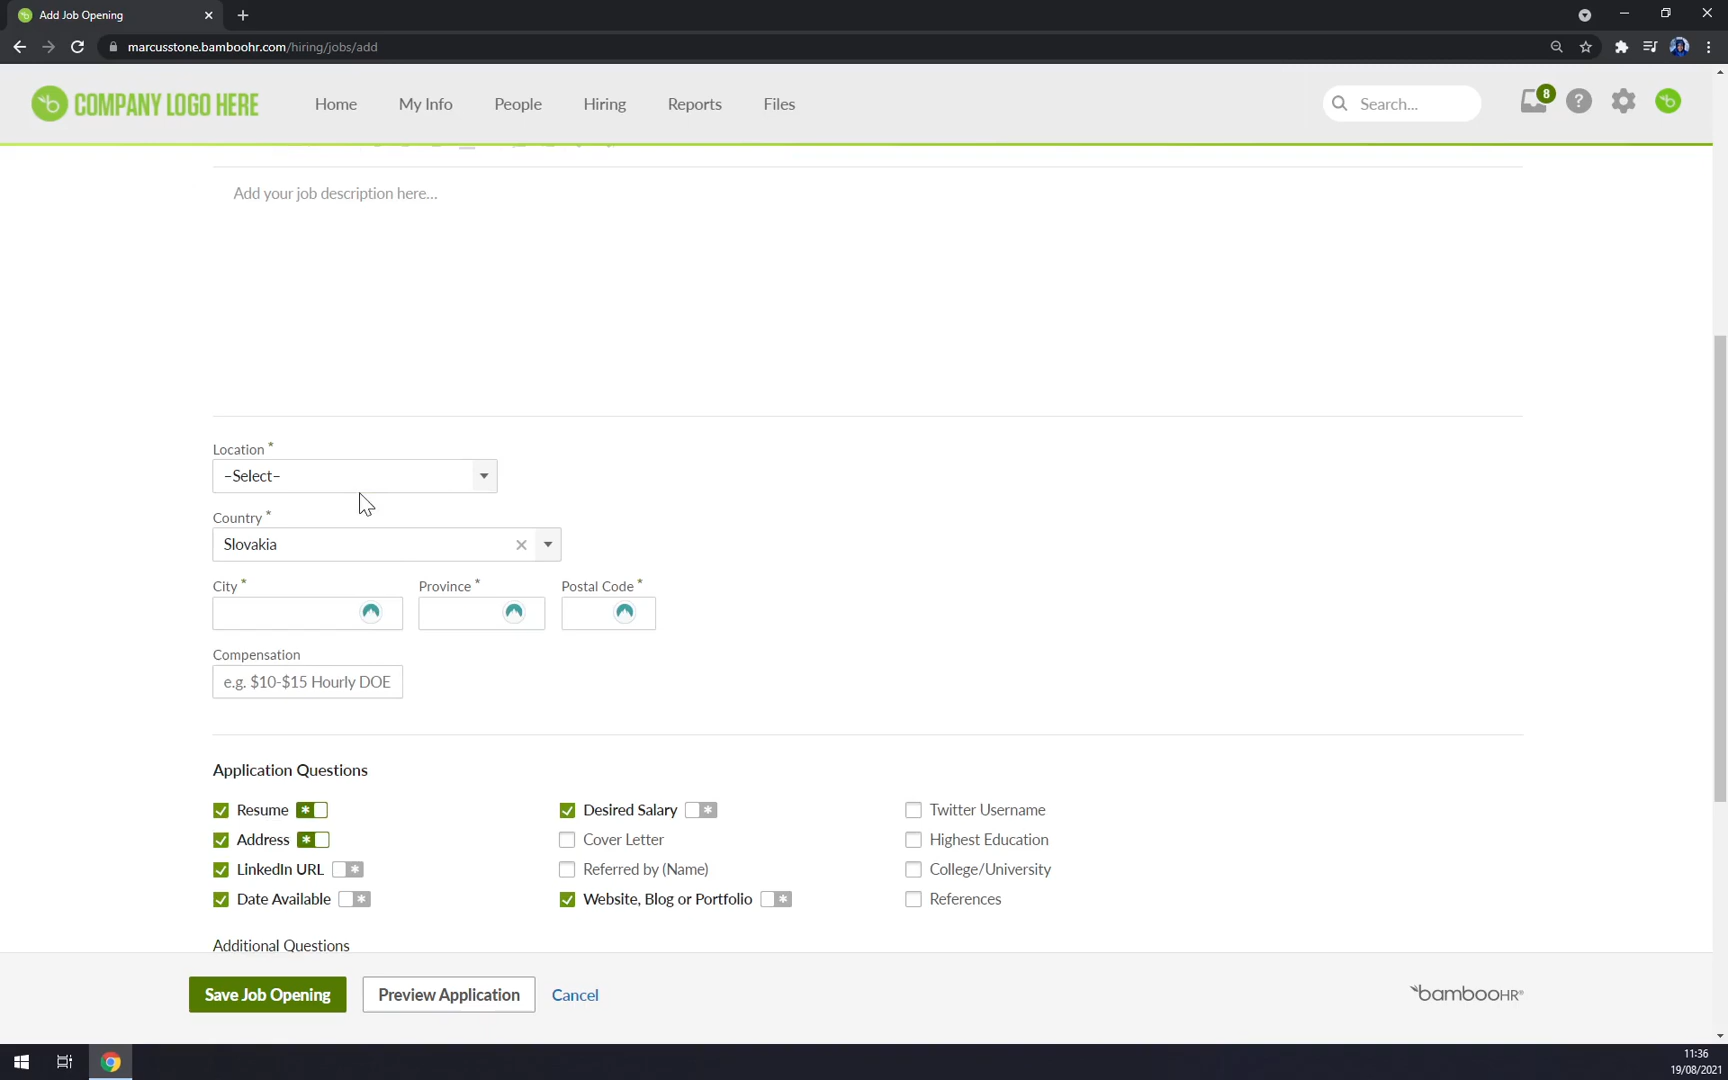 Add Job Opening
marcusstone.bamboohr.com/hiring/jobs/add
COMPANY LOGO HERE
Home My Info People Hiring Reports Files
Search...
8
Add your job description here...
Location *
–Select–
Country *
Slovakia
City * Province * Postal Code *
Compensation
e.g. $10-$15 Hourly DOE
Application Questions
Resume * Desired Salary * Twitter Username
Address * Cover Letter Highest Education
LinkedIn URL * Referred by (Name) College/University
Date Available * Website, Blog or Portfolio * References
Additional Questions
Save Job Opening Preview Application Cancel
bambooHR®
11:36
19/08/2021